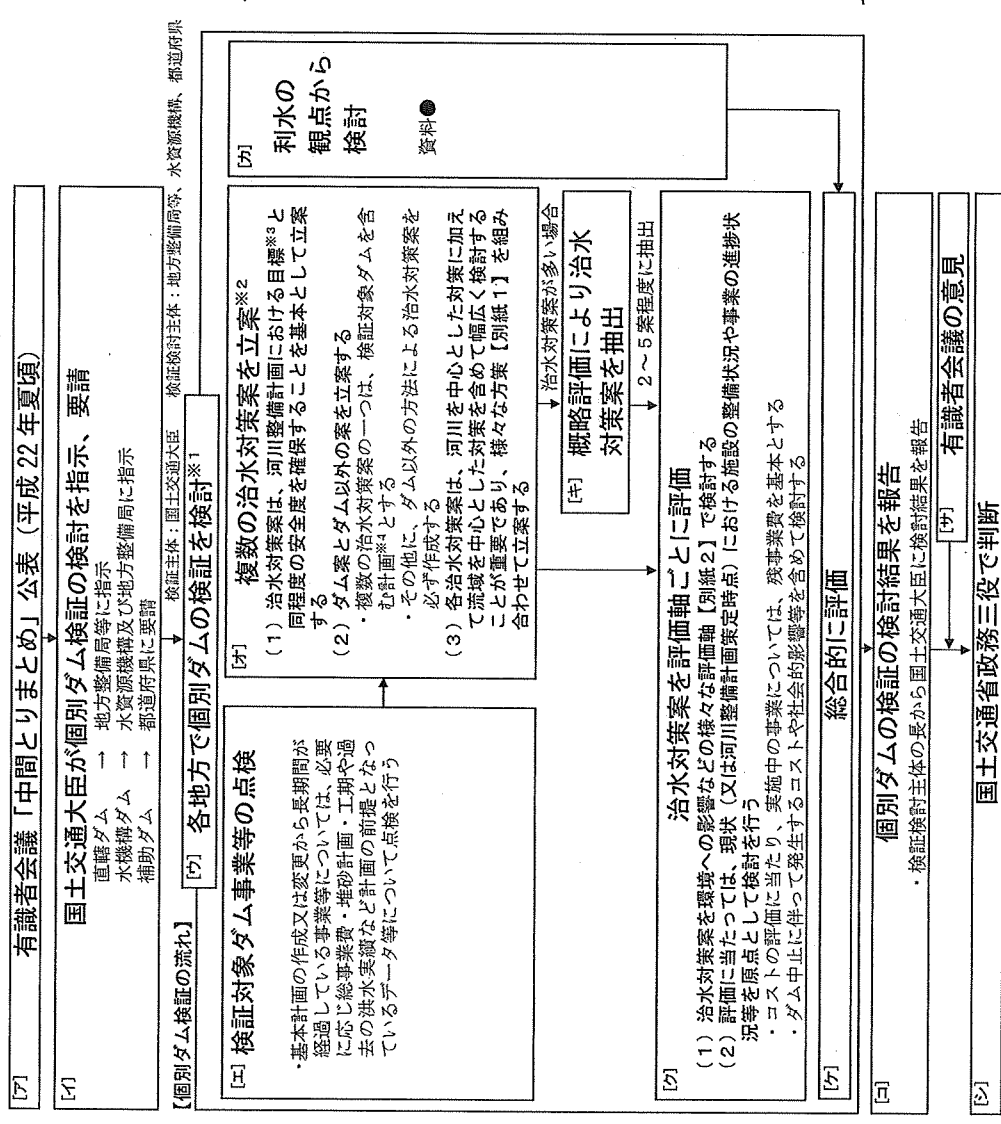 [ア]
有識者会議「中間とりまとめ」公表（平成22年夏頃）
[イ]
国土交通大臣が個別ダム検証の検討を指示、要請
直轄ダム　→　地方整備局等に指示
水機構ダム　→　水資源機構及び地方整備局に指示
補助ダム　→　都道府県に要請
【個別ダム検証の流れ】
検証主体：国土交通大臣　検証検討主体：地方整備局等、水資源機構、都道府県
[ウ]　各地方で個別ダムの検証を検討※1
[エ] 検証対象ダム事業等の点検
・基本計画の作成又は変更から長期間が
経過している事業等については、必要
に応じ総事業費・堆砂計画・工期や過
去の洪水実績など計画の前提となっ
ているデータ等について点検を行う
[オ]
複数の治水対策案を立案※2
（１）治水対策案は、河川整備計画における目標※3と
同程度の安全度を確保することを基本として立案
する
（２）ダム案とダム以外の案を立案する
・複数の治水対策案の一つは、検証対象ダムを含
む計画※4とする
・その他に、ダム以外の方法による治水対策案を
必ず作成する
（３）各治水対策案は、河川を中心とした対策に加え
て流域を中心とした対策を含めて幅広く検討する
ことが重要であり、様々な方策【別紙１】を組み
合わせて立案する
[カ]
利水の
観点から
検討
資料●
治水対策案が多い場合
[キ]
概略評価により治水
対策案を抽出
２～５案程度に抽出
[ク]
治水対策案を評価軸ごとに評価
（１）治水対策案を環境への影響などの様々な評価軸【別紙２】で検討する
（２）評価に当たっては、現状（又は河川整備計画策定時点）における施設の整備状況や事業の進捗状
況等を原点として検討を行う
・コストの評価に当たり、実施中の事業については、残事業費を基本とする
・ダム中止に伴って発生するコストや社会的影響等を含めて検討する
[ケ]
総合的に評価
[コ]
個別ダムの検証の検討結果を報告
・検証検討主体の長から国土交通大臣に検討結果を報告
[サ]
有識者会議の意見
[シ]
国土交通省政務三役で判断